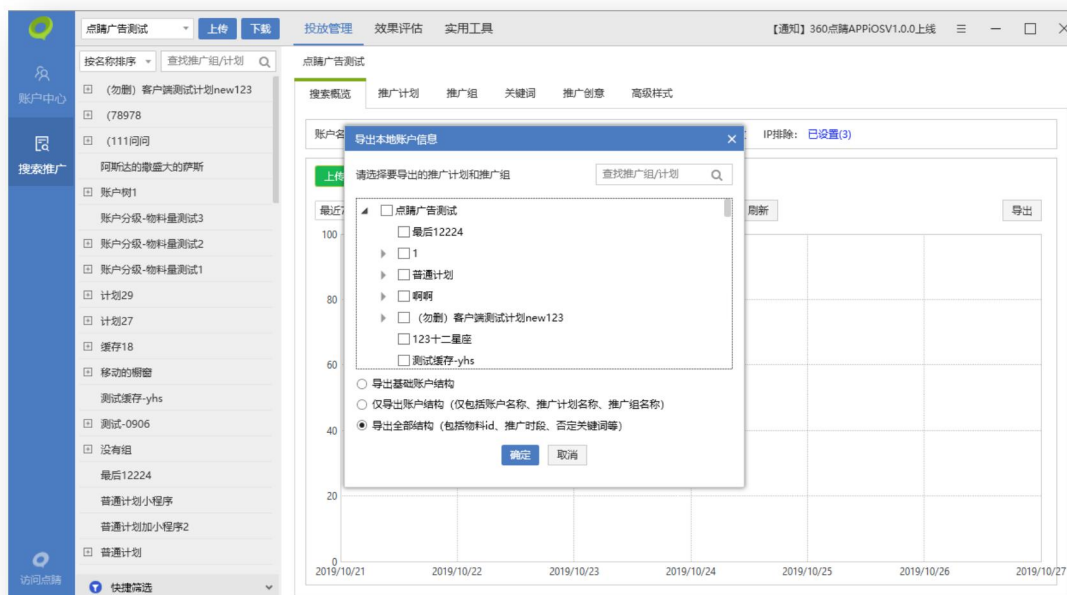 点睛广告测试
上传
下载
投放管理
效果评估
实用工具
【通知】360点睛APPiOSV1.0.0上线
账户中心
搜索推广
访问点睛
按名称排序
查找推广组/计划
(勿删) 客户端测试计划new123
(78978
(111问问
阿斯达的撒盛大的萨斯
账户树1
账户分级-物料量测试3
账户分级-物料量测试2
账户分级-物料量测试1
计划29
计划27
缓存18
移动的橱窗
测试缓存-yhs
测试-0906
没有组
最后12224
普通计划小程序
普通计划加小程序2
普通计划
快捷筛选
点睛广告测试
搜索概览
推广计划
推广组
关键词
推广创意
高级样式
账户名
IP排除: 已设置(3)
上传
最近7
刷新
导出
导出本地账户信息
请选择要导出的推广计划和推广组
查找推广组/计划
点睛广告测试
最后12224
1
普通计划
啊啊
(勿删) 客户端测试计划new123
123十二星座
测试缓存-yhs
导出基础账户结构
仅导出账户结构 (仅包括账户名称、推广计划名称、推广组名称)
导出全部结构 (包括物料id、推广时段、否定关键词等)
确定
取消
100
80
60
40
20
0
2019/10/21
2019/10/22
2019/10/23
2019/10/24
2019/10/25
2019/10/26
2019/10/27